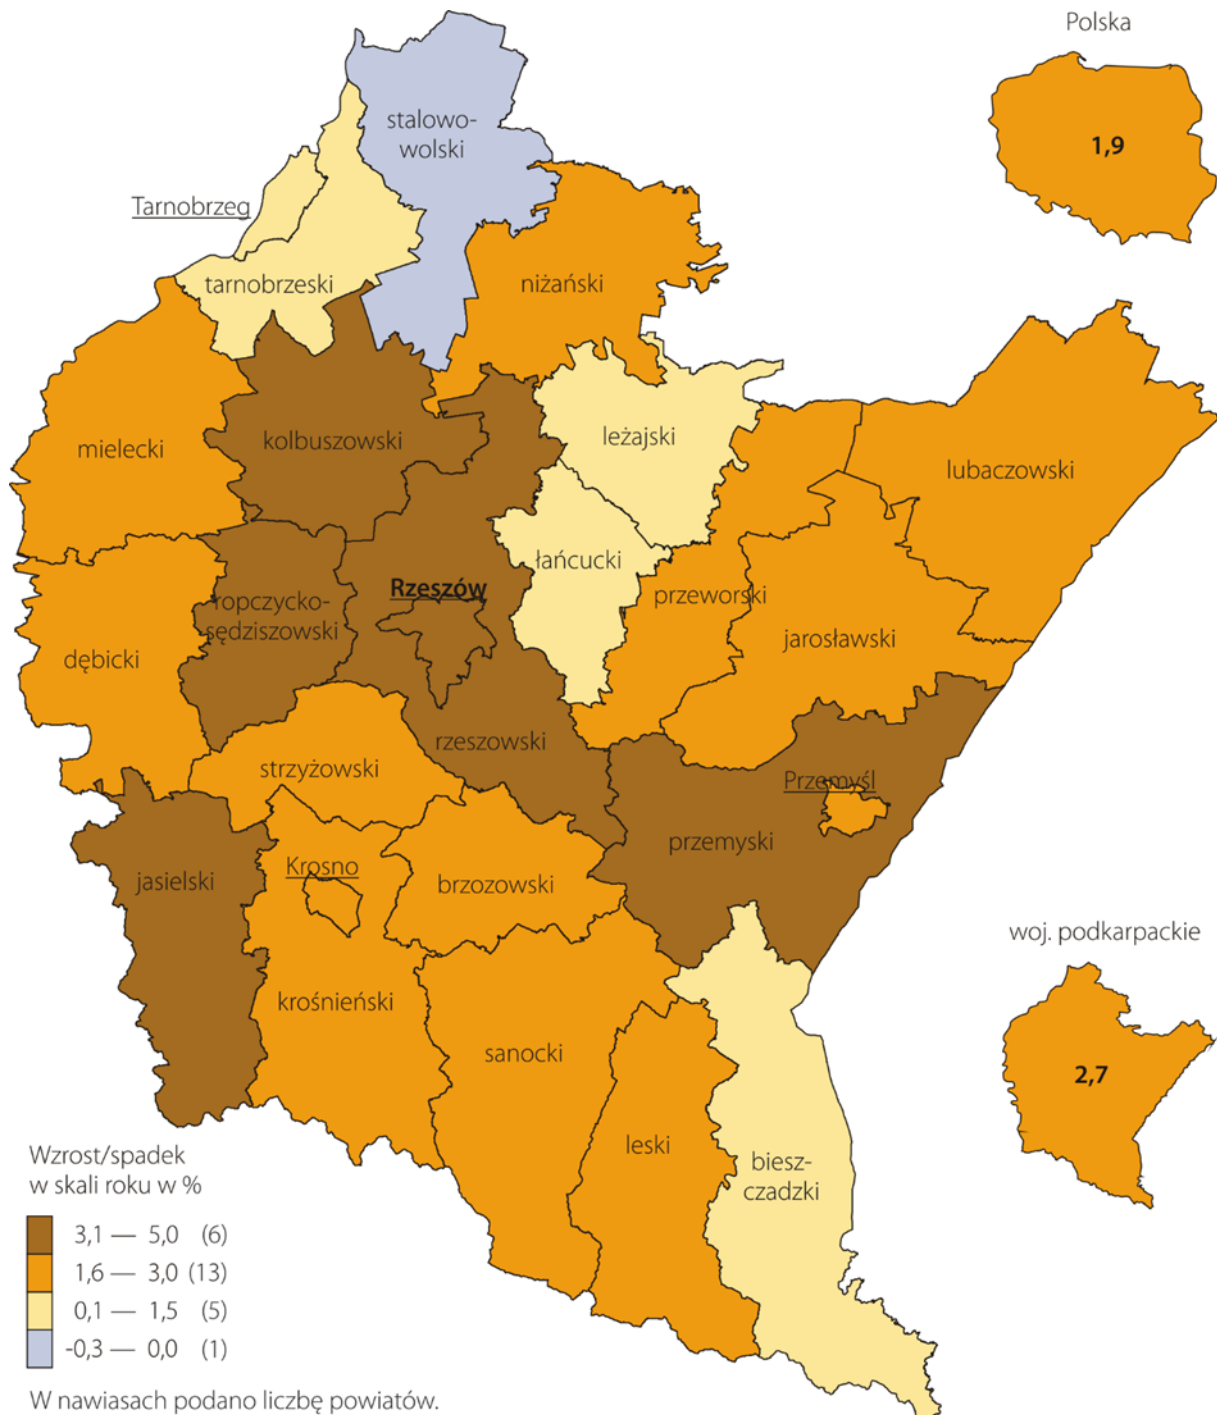 Polska
1,9
stalowo-
wolski
Tarnobrzeg
tarnobrzeski
niżański
mielecki
kolbuszowski
leżajski
lubaczowski
łańcucki
ropczycko-
sędziszowski
Rzeszów
przeworski
jarosławski
dębicki
rzeszowski
strzyżowski
Przemyśl
przemyski
jasielski
Krosno
brzozowski
woj. podkarpackie
2,7
krośnieński
sanocki
leski
biesz-
czadzki
Wzrost/spadek
w skali roku w %
3,1 — 5,0 (6)
1,6 — 3,0 (13)
0,1 — 1,5 (5)
-0,3 — 0,0 (1)
W nawiasach podano liczbę powiatów.